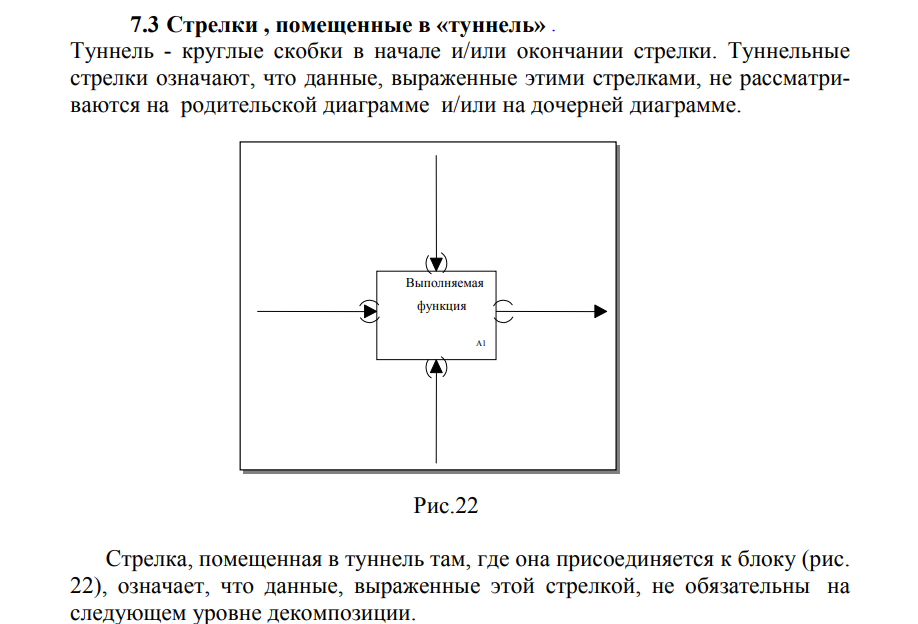 7.3 Стрелки , помещенные в «туннель» .
Туннель - круглые скобки в начале и/или окончании стрелки. Туннельные
стрелки означают, что данные, выраженные этими стрелками, не рассматри-
ваются на родительской диаграмме и/или на дочерней диаграмме.
Выполняемая
функция
A1
Рис.22
Стрелка, помещенная в туннель там, где она присоединяется к блоку (рис.
22), означает, что данные, выраженные этой стрелкой, не обязательны на
следующем уровне декомпозиции.